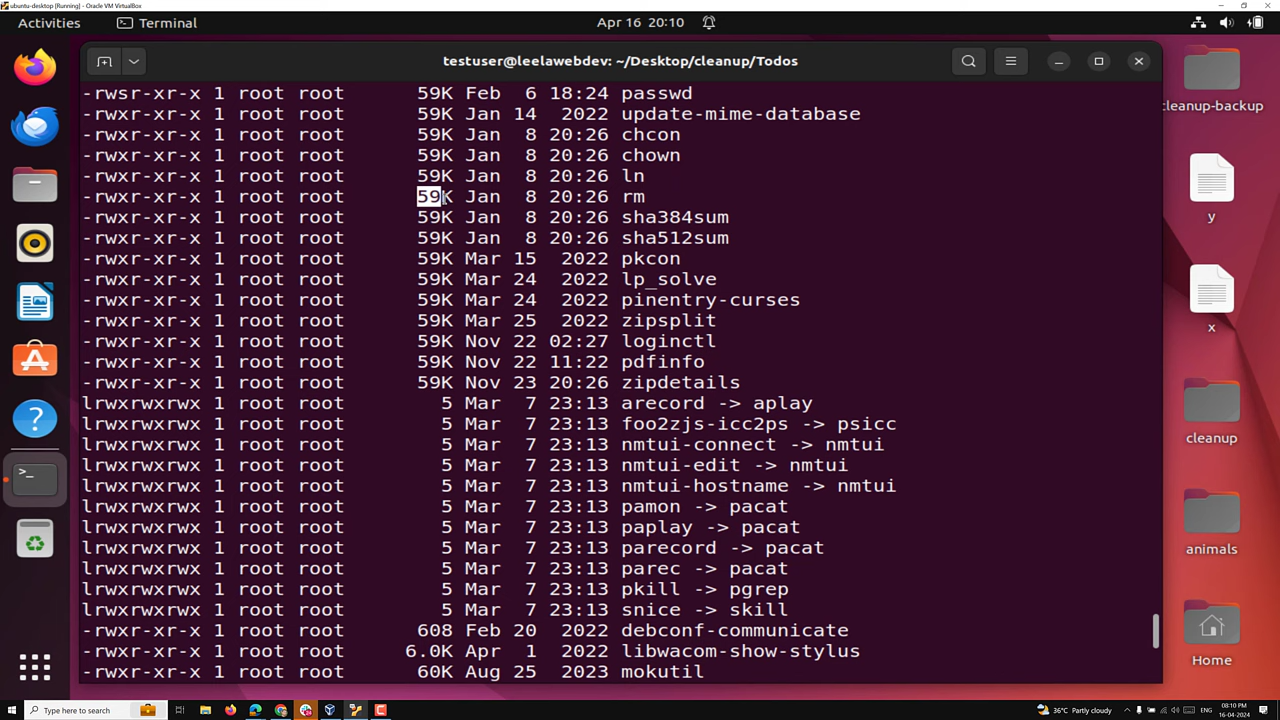 ubuntu-desktop [Running] - Oracle VM VirtualBox
Activities
Terminal
Apr 16 20:10
testuser@leelawebdev: ~/Desktop/cleanup/Todos
-rwsr-xr-x 1 root root 59K Feb 6 18:24 passwd
-rwxr-xr-x 1 root root 59K Jan 14 2022 update-mime-database
-rwxr-xr-x 1 root root 59K Jan 8 20:26 chcon
-rwxr-xr-x 1 root root 59K Jan 8 20:26 chown
-rwxr-xr-x 1 root root 59K Jan 8 20:26 ln
-rwxr-xr-x 1 root root 59K Jan 8 20:26 rm
-rwxr-xr-x 1 root root 59K Jan 8 20:26 sha384sum
-rwxr-xr-x 1 root root 59K Jan 8 20:26 sha512sum
-rwxr-xr-x 1 root root 59K Mar 15 2022 pkcon
-rwxr-xr-x 1 root root 59K Mar 24 2022 lp_solve
-rwxr-xr-x 1 root root 59K Mar 24 2022 pinentry-curses
-rwxr-xr-x 1 root root 59K Mar 25 2022 zipsplit
-rwxr-xr-x 1 root root 59K Nov 22 02:27 loginctl
-rwxr-xr-x 1 root root 59K Nov 22 11:22 pdfinfo
-rwxr-xr-x 1 root root 59K Nov 23 20:26 zipdetails
lrwxrwxrwx 1 root root 5 Mar 7 23:13 arecord -> aplay
lrwxrwxrwx 1 root root 5 Mar 7 23:13 foo2zjs-icc2ps -> psicc
lrwxrwxrwx 1 root root 5 Mar 7 23:13 nmtui-connect -> nmtui
lrwxrwxrwx 1 root root 5 Mar 7 23:13 nmtui-edit -> nmtui
lrwxrwxrwx 1 root root 5 Mar 7 23:13 nmtui-hostname -> nmtui
lrwxrwxrwx 1 root root 5 Mar 7 23:13 pamon -> pacat
lrwxrwxrwx 1 root root 5 Mar 7 23:13 paplay -> pacat
lrwxrwxrwx 1 root root 5 Mar 7 23:13 parecord -> pacat
lrwxrwxrwx 1 root root 5 Mar 7 23:13 parec -> pacat
lrwxrwxrwx 1 root root 5 Mar 7 23:13 pkill -> pgrep
lrwxrwxrwx 1 root root 5 Mar 7 23:13 snice -> skill
-rwxr-xr-x 1 root root 608 Feb 20 2022 debconf-communicate
-rwxr-xr-x 1 root root 6.0K Apr 1 2022 libwacom-show-stylus
-rwxr-xr-x 1 root root 60K Aug 25 2023 mokutil
cleanup-backup
y
x
cleanup
animals
Home
Type here to search
36°C Partly cloudy
ENG
08:10 PM
16-04-2024